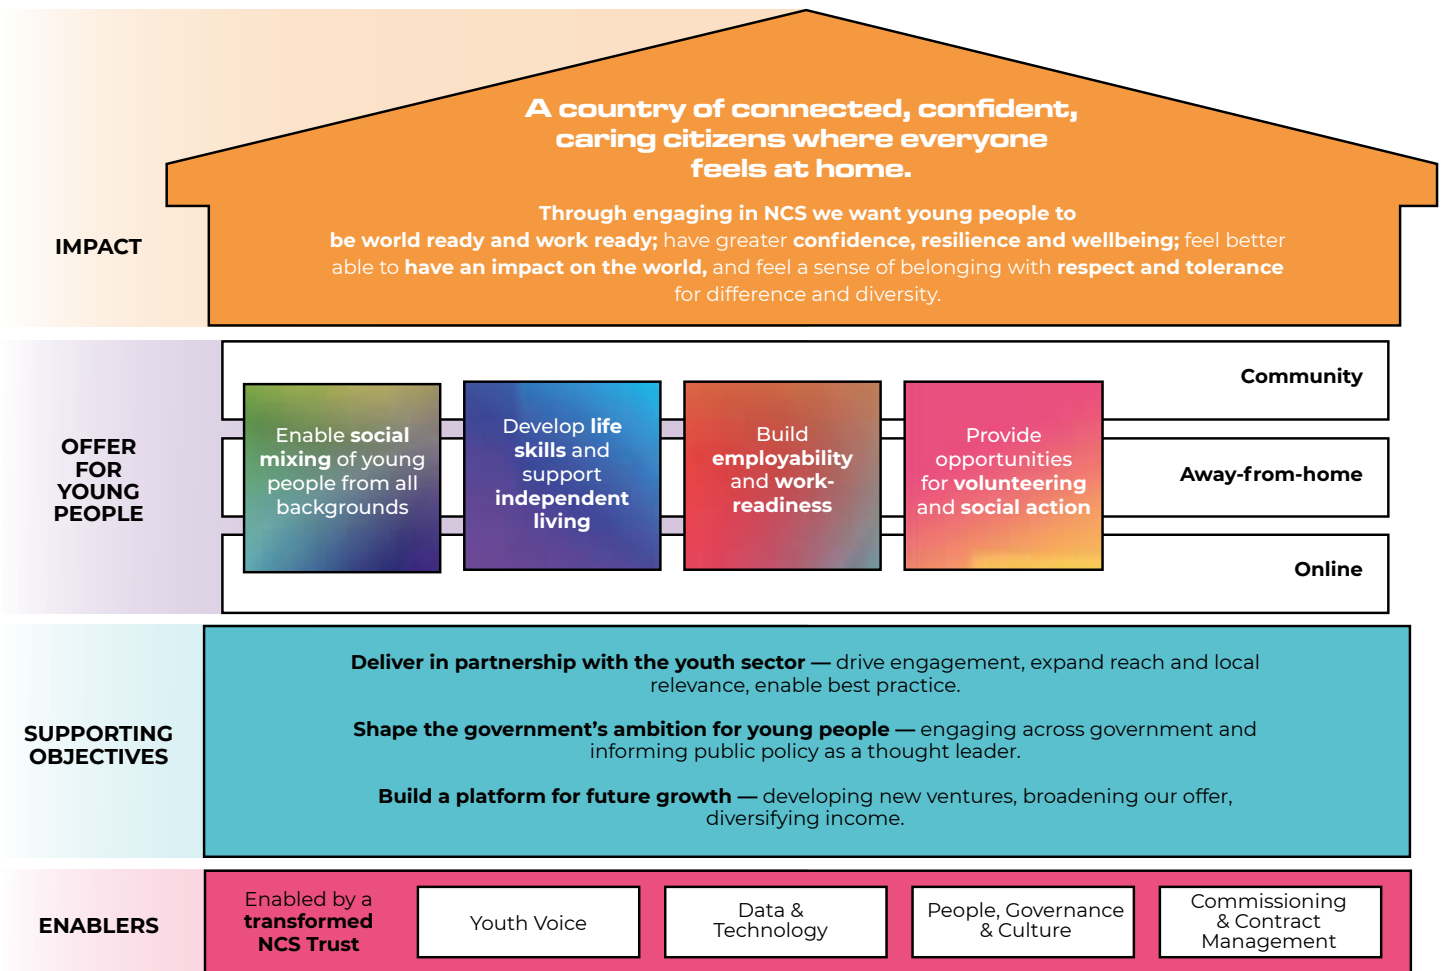 A country of connected, confident,
caring citizens where everyone
feels at home.
Through engaging in NCS we want young people to
be world ready and work ready; have greater confidence, resilience and wellbeing; feel better
able to have an impact on the world, and feel a sense of belonging with respect and tolerance
for difference and diversity.
IMPACT
OFFER
FOR
YOUNG
PEOPLE
Enable social
mixing of young
people from all
backgrounds
Develop life
skills and
support
independent
living
Build
employability
and work-
readiness
Provide
opportunities
for volunteering
and social action
Community
Away-from-home
Online
SUPPORTING
OBJECTIVES
Deliver in partnership with the youth sector — drive engagement, expand reach and local
relevance, enable best practice.
Shape the government’s ambition for young people — engaging across government and
informing public policy as a thought leader.
Build a platform for future growth — developing new ventures, broadening our offer,
diversifying income.
ENABLERS
Enabled by a
transformed
NCS Trust
Youth Voice
Data &
Technology
People, Governance
& Culture
Commissioning
& Contract
Management